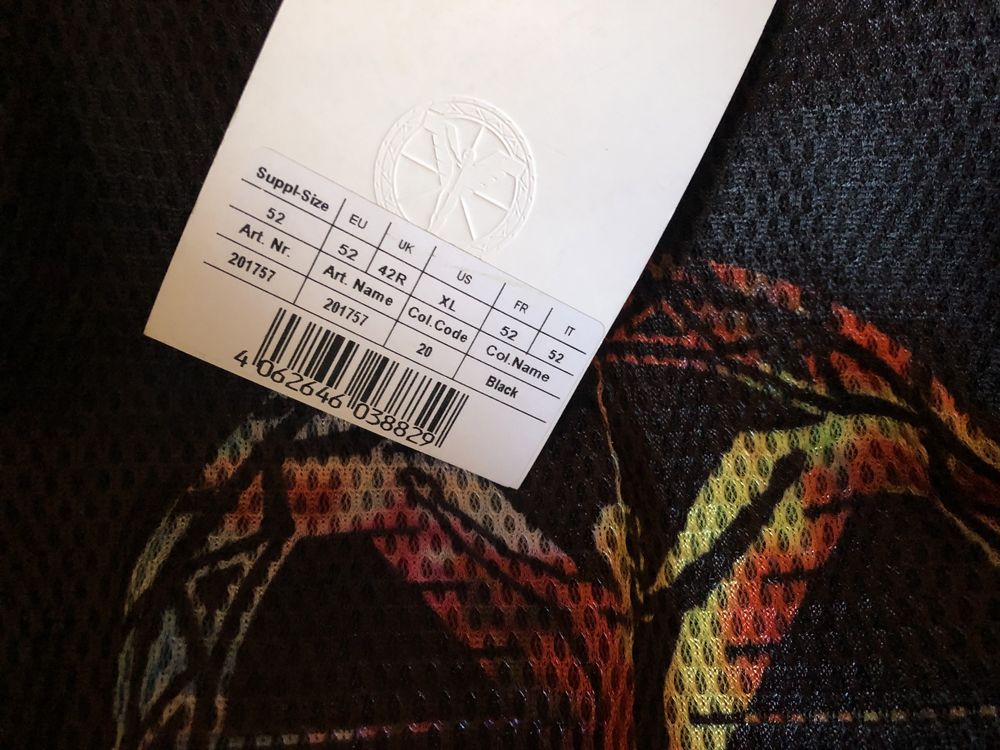 Suppl-Size EU UK US FR IT
52 52 42R XL 52 52
Art. Nr. Art. Name Col.Code Col.Name
201757 201757 20 Black
4 062646 038829